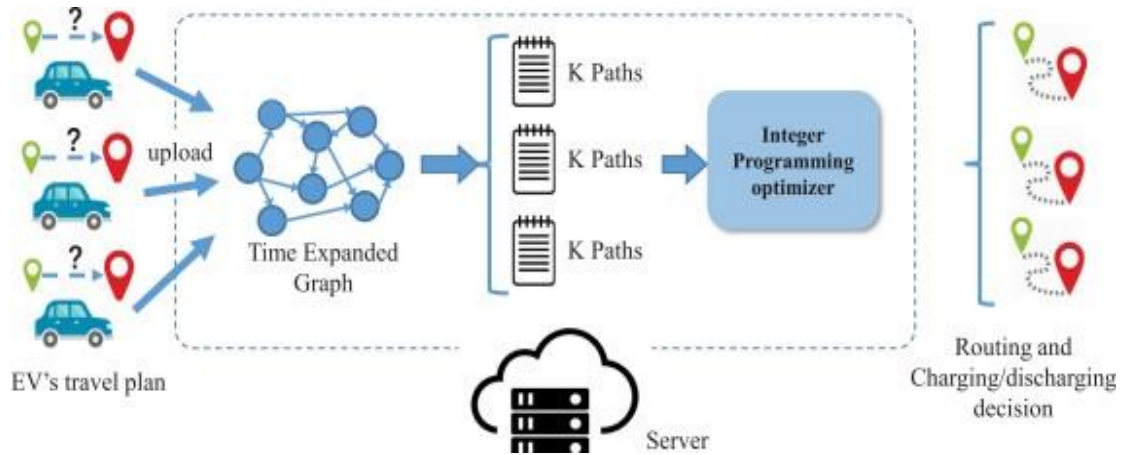 ?
?
?
upload
EV's travel plan
Time Expanded
Graph
K Paths
K Paths
K Paths
Integer
Programming
optimizer
Server
Routing and
Charging/discharging
decision